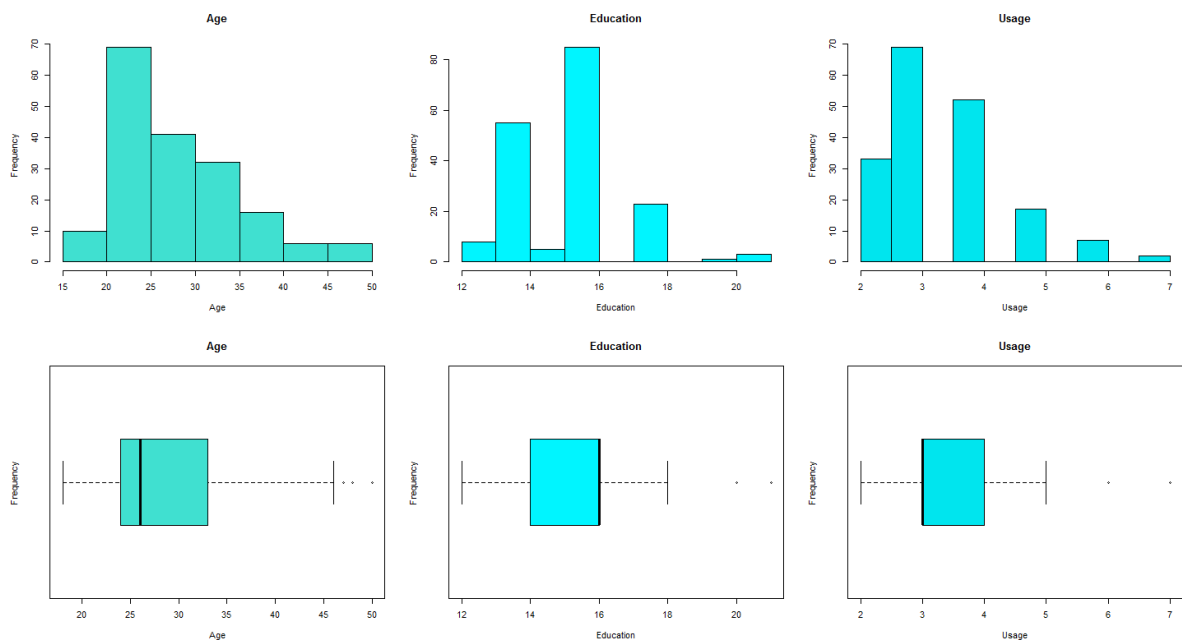 Age
Frequency
0 10 20 30 40 50 60 70
15 20 25 30 35 40 45 50
Age
Education
Frequency
0 20 40 60 80
12 14 16 18 20
Education
Usage
Frequency
0 10 20 30 40 50 60 70
2 3 4 5 6 7
Usage
Age
Frequency
20 25 30 35 40 45 50
Age
Education
Frequency
12 14 16 18 20
Education
Usage
Frequency
2 3 4 5 6 7
Usage